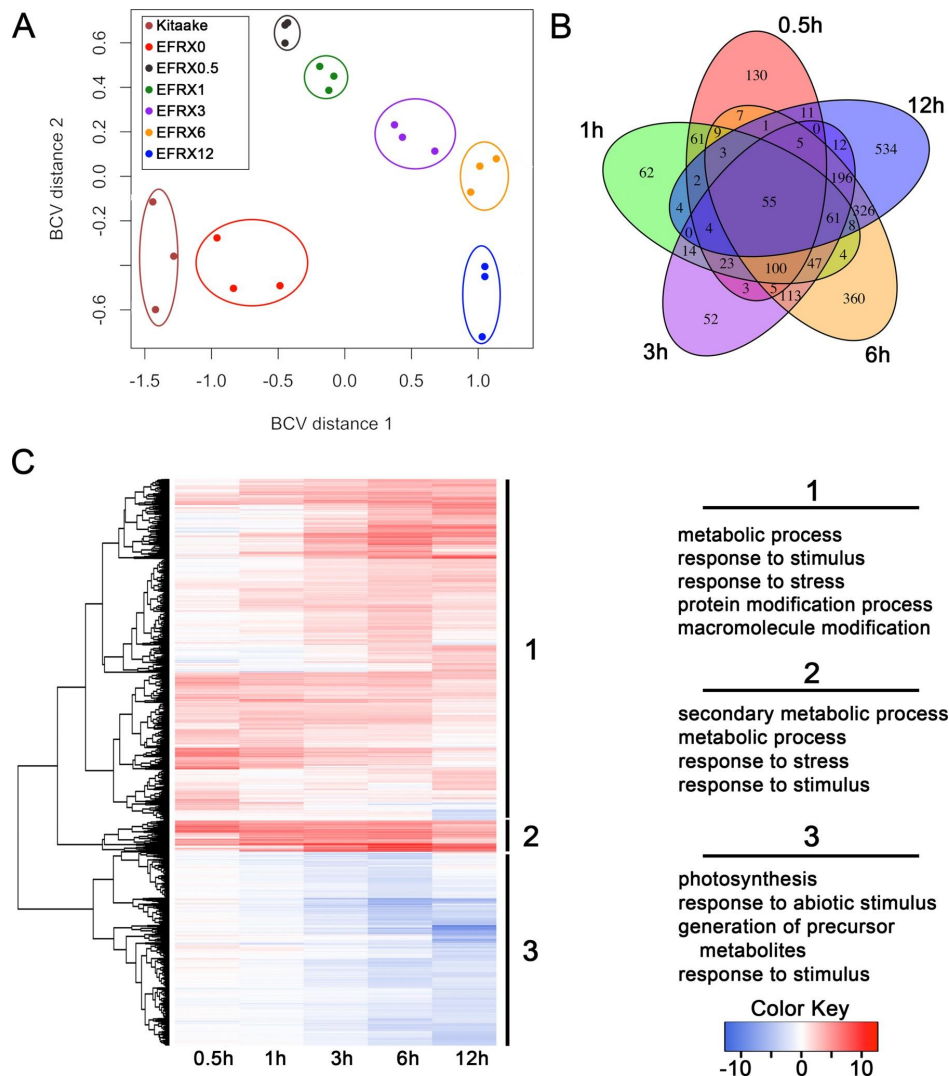 A
Kitaake
EFRX0
EFRX0.5
EFRX1
EFRX3
EFRX6
EFRX12
BCV distance 2
0.6
0.4
0.2
0.0
-0.2
-0.6
-1.5
-1.0
-0.5
0.0
0.5
1.0
BCV distance 1
B
0.5h
12h
1h
3h
6h
130
7
11
61
9
1
0
5
12
534
62
3
2
196
4
55
326
4
61
8
0
14
23
100
47
4
3
5
113
52
360
C
1
2
3
0.5h 1h 3h 6h 12h
1
metabolic process
response to stimulus
response to stress
protein modification process
macromolecule modification
2
secondary metabolic process
metabolic process
response to stress
response to stimulus
3
photosynthesis
response to abiotic stimulus
generation of precursor
metabolites
response to stimulus
Color Key
-10 0 10